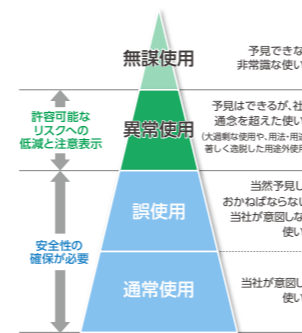 無謀使用
予見できな
非常識な使い
許容可能な
リスクへの
低減と注意表示
異常使用
予見はできるが、社
通念を超えた使い
(大過剰な使用や、用法・用途
著しく逸脱した用途外使用
安全性の
確保が必要
誤使用
当然予見し
おかねばならない
当社が意図しな
使い
通常使用
当社が意図し
使い